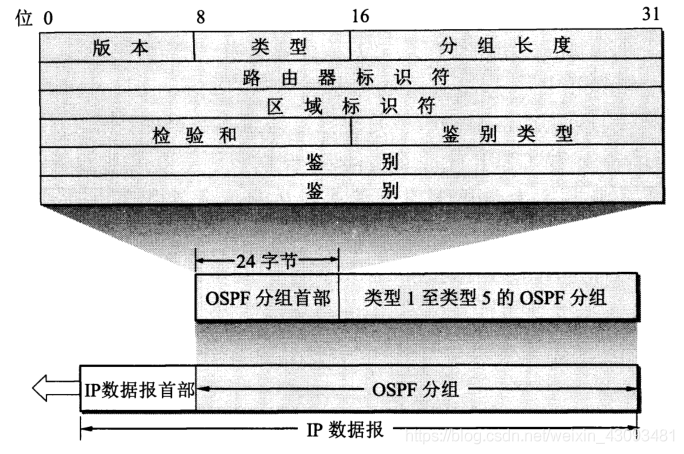 位 0 8 16 31
版 本 类 型 分 组 长 度
路 由 器 标 识 符
区 域 标 识 符
检 验 和 鉴 别 类 型
鉴 别
鉴 别
24 字节
OSPF 分组首部 类型 1 至类型 5 的 OSPF 分组
IP数据报首部 OSPF 分组
IP 数据报
https://blog.csdn.net/weixin_43093481